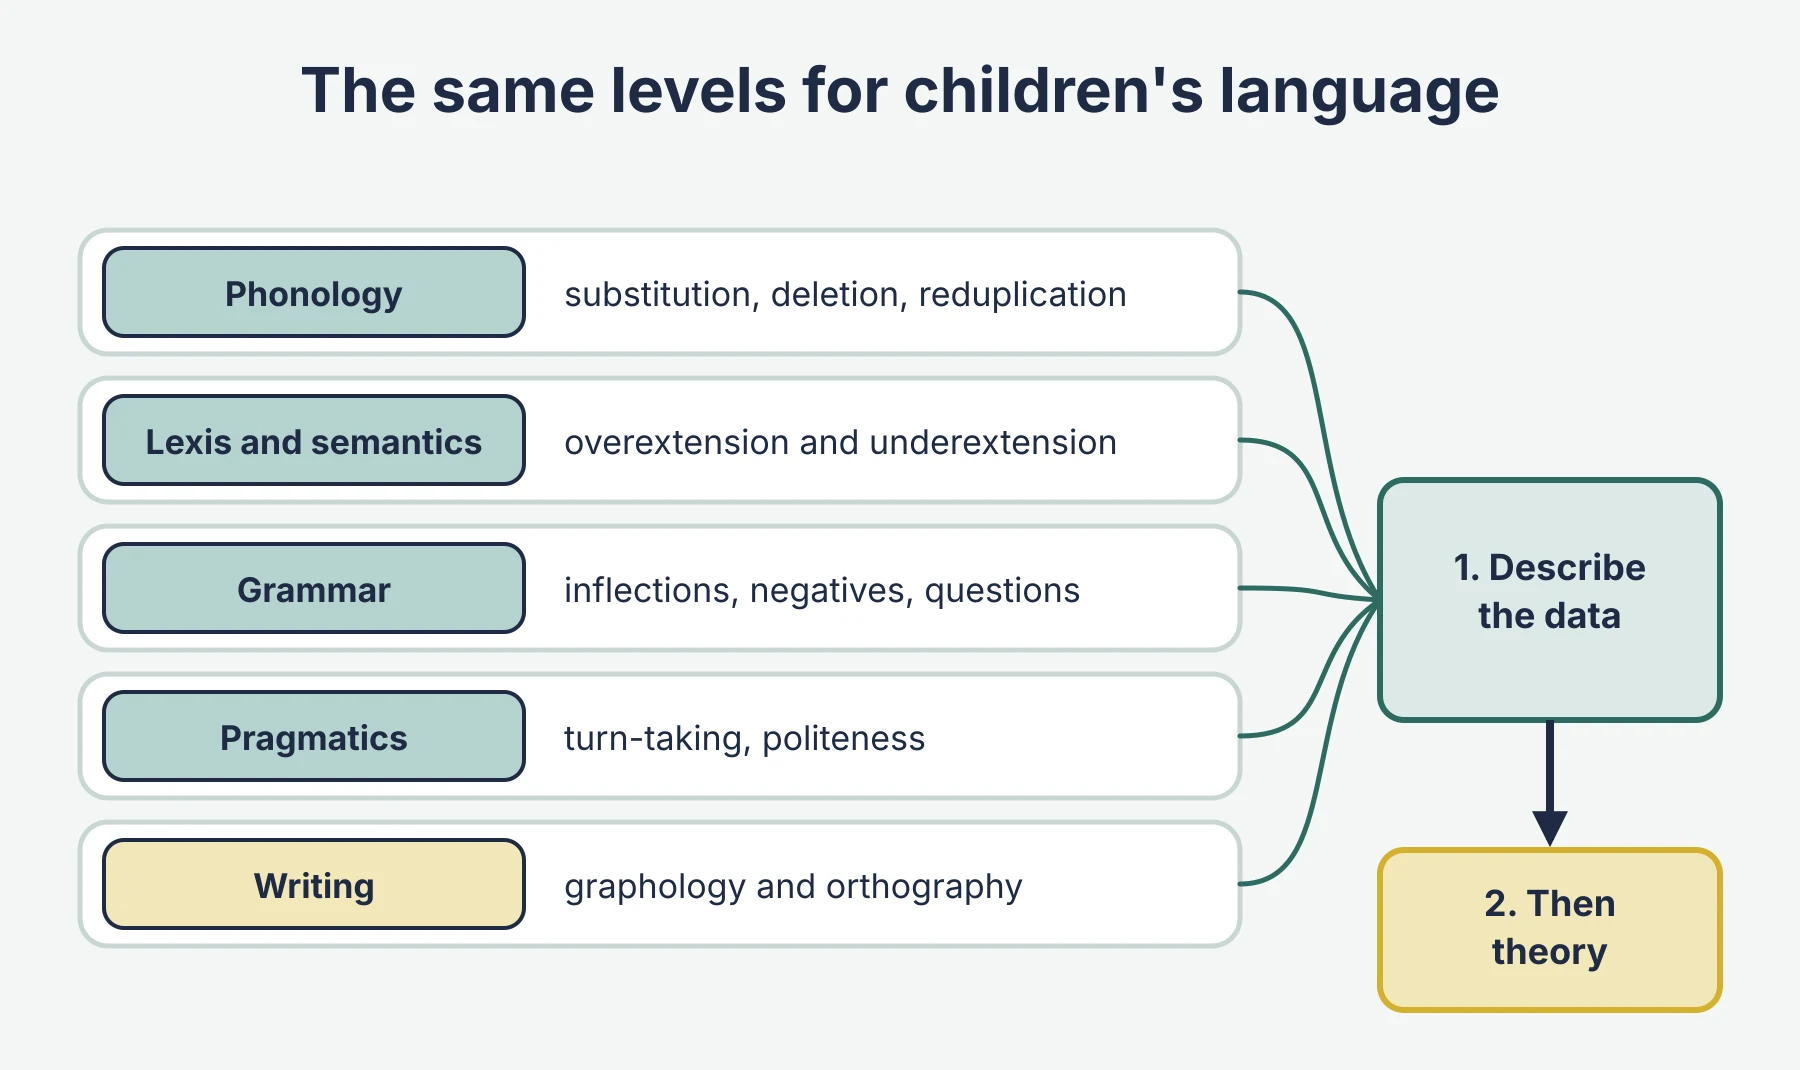 The same levels for children's language
Phonology
substitution, deletion, reduplication
Lexis and semantics
overextension and underextension
Grammar
inflections, negatives, questions
Pragmatics
turn-taking, politeness
Writing
graphology and orthography
1. Describe
the data
2. Then
theory